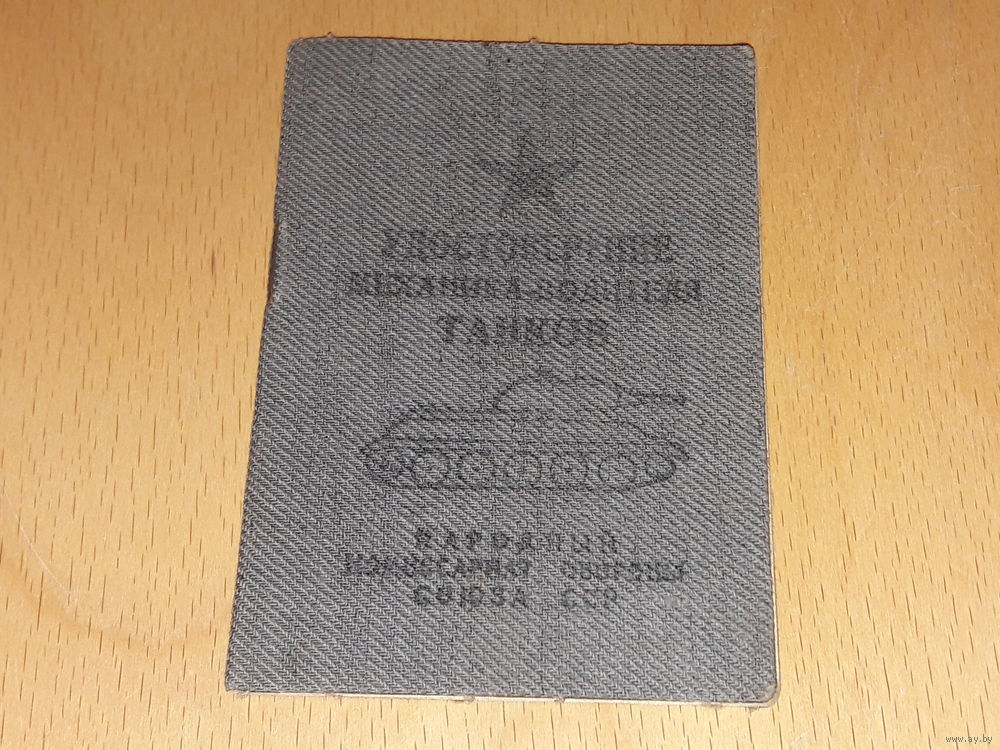 УДОСТОВЕРЕНИЕ
МЕХАНИКА-ВОДИТЕЛЯ
ТАНКОВ
НАРОДНЫЙ
КОМИССАРИАТ ОБОРОНЫ
СОЮЗА ССР
www.ay.by